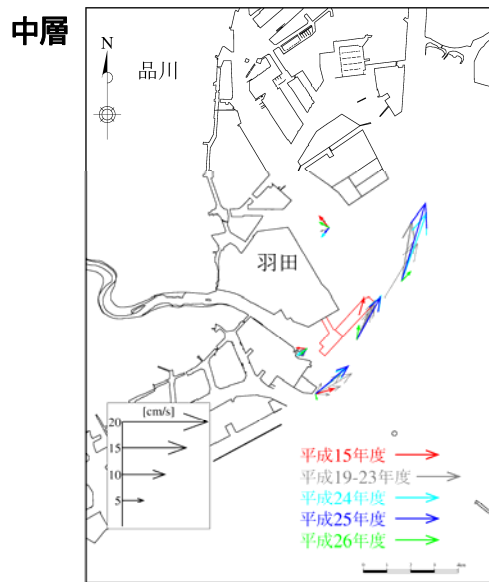 中層
N
品川
羽田
[cm/s]
20
15
10
5
平成15年度
平成19-23年度
平成24年度
平成25年度
平成26年度